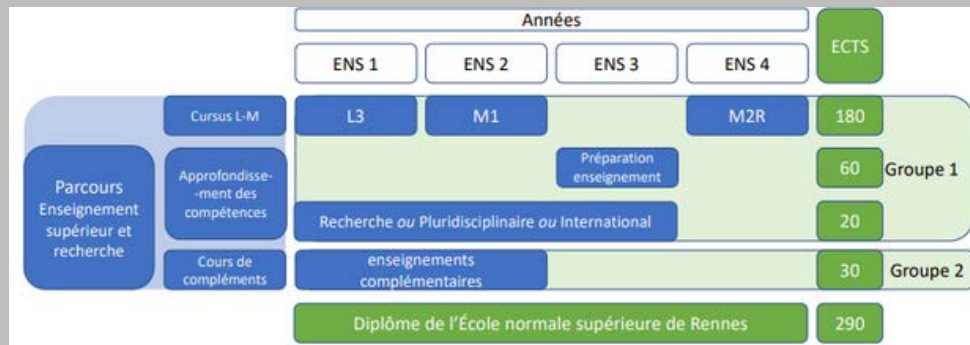 Années
ECTS
ENS 1
ENS 2
ENS 3
ENS 4
Cursus L-M
L3
M1
M2R
180
Parcours
Enseignement
supérieur et
recherche
Approfondisse-
-ment des
compétences
Préparation
enseignement
60
Groupe 1
Recherche ou Pluridisciplinaire ou International
20
Cours de
compléments
enseignements
complémentaires
30
Groupe 2
Diplôme de l'École normale supérieure de Rennes
290